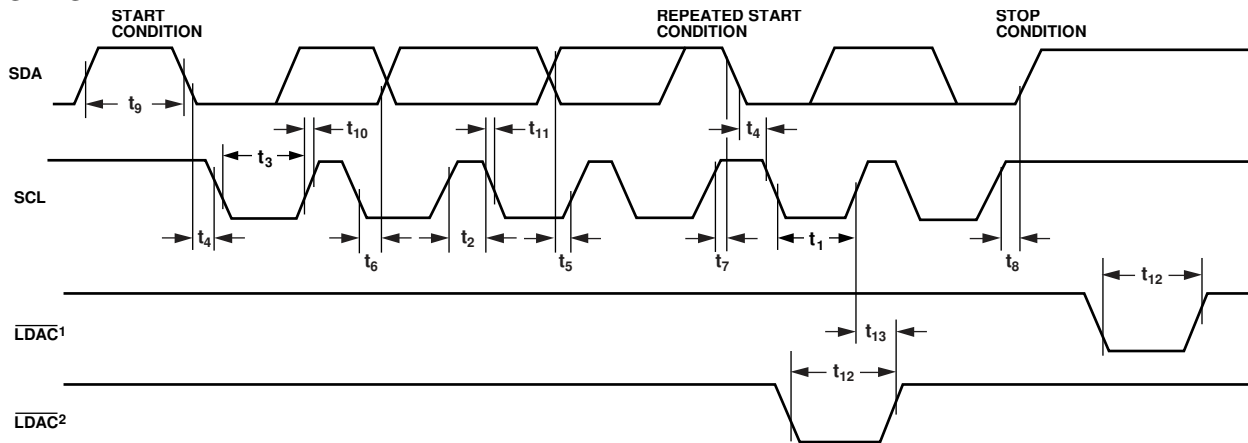 START
CONDITION
REPEATED START
CONDITION
STOP
CONDITION
SDA
t9
t10
t11
t4
t3
SCL
t4
t6
t2
t5
t7
t1
t8
t12
LDAC1
t13
t12
LDAC2